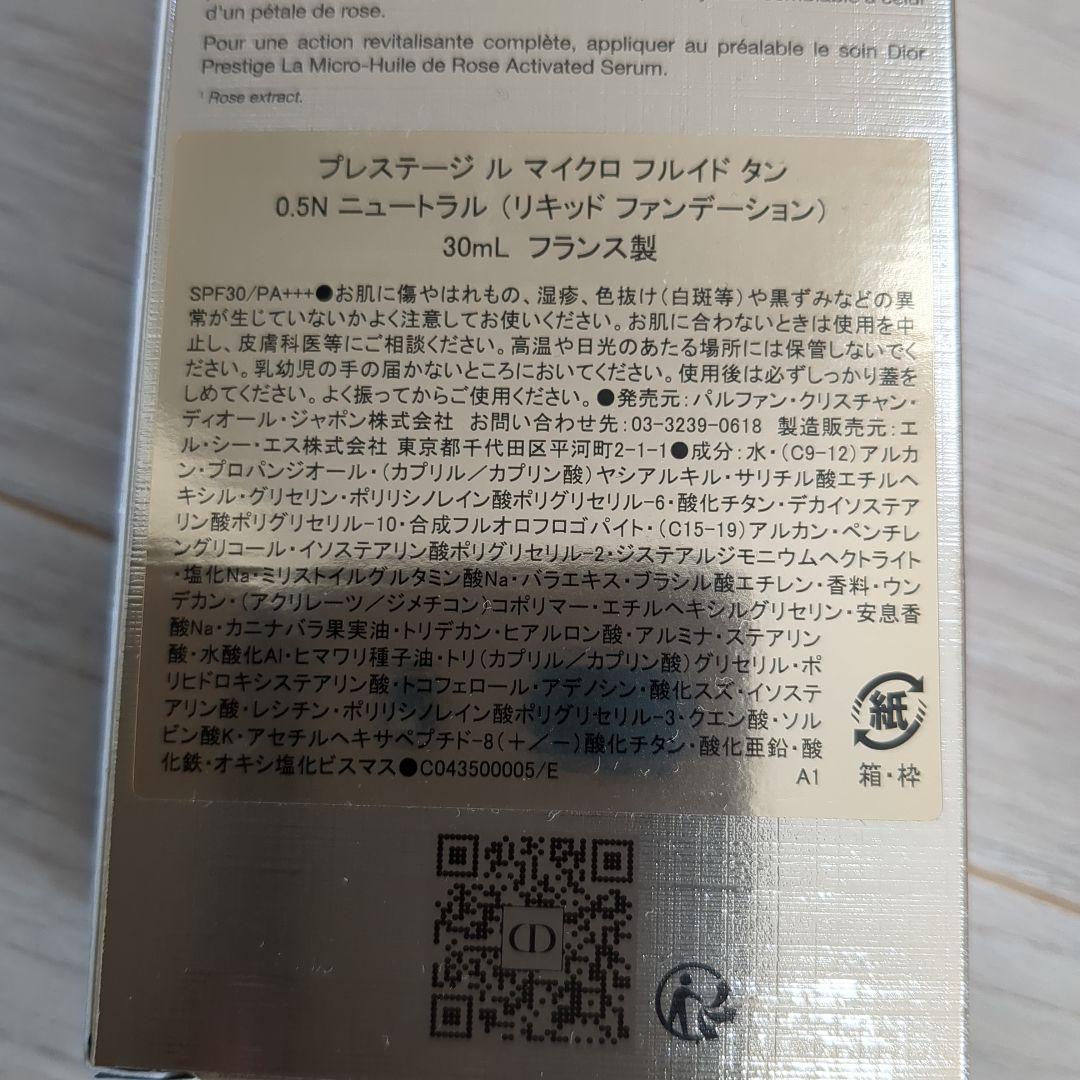 d'un pétale de rose.
Pour une action revitalisante complète, appliquer au préalable le soin Dior
Prestige La Micro-Huile de Rose Activated Serum.
¹ Rose extract.
プレステージ ル マイクロ フルイド タン
0.5N ニュートラル（リキッド ファンデーション）
30mL フランス製
SPF30/PA+++●お肌に傷やはれもの、湿疹、色抜け（白斑等）や黒ずみなどの異
常が生じていないかよく注意してお使いください。お肌に合わないときは使用を中
止し、皮膚科医等にご相談ください。高温や日光のあたる場所には保管しないでく
ださい。乳幼児の手の届かないところにおいてください。使用後は必ずしっかり蓋を
しめてください。よく振ってからご使用ください。●発売元：パルファン・クリスチャン・
ディオール・ジャポン株式会社 お問い合わせ先：03-3239-0618 製造販売元：エ
ル・シー・エス株式会社 東京都千代田区平河町2-1-1●成分：水・（C9-12）アルカ
ン・プロパンジオール・（カプリル／カプリン酸）ヤシアルキル・サリチル酸エチルヘ
キシル・グリセリン・ポリリシノレイン酸ポリグリセリル-6・酸化チタン・デカイソステア
リン酸ポリグリセリル-10・合成フルオロフロゴパイト・（C15-19）アルカン・ペンチレ
ングリコール・イソステアリン酸ポリグリセリル-2・ジステアルジモニウムヘクトライト
・塩化Na・ミリストイルグルタミン酸Na・バラエキス・ブラシル酸エチレン・香料・ウン
デカン・（アクリレーツ／ジメチコン）コポリマー・エチルヘキシルグリセリン・安息香
酸Na・カニナバラ果実油・トリデカン・ヒアルロン酸・アルミナ・ステアリン
酸・水酸化Al・ヒマワリ種子油・トリ（カプリル／カプリン酸）グリセリル・ポ
リヒドロキシステアリン酸・トコフェロール・アデノシン・酸化スズ・イソステ
アリン酸・レシチン・ポリリシノレイン酸ポリグリセリル-3・クエン酸・ソル
ビン酸K・アセチルヘキサペプチド-8（＋／－）酸化チタン・酸化亜鉛・酸
化鉄・オキシ塩化ビスマス●C043500005/E A1
紙
箱・枠
CD